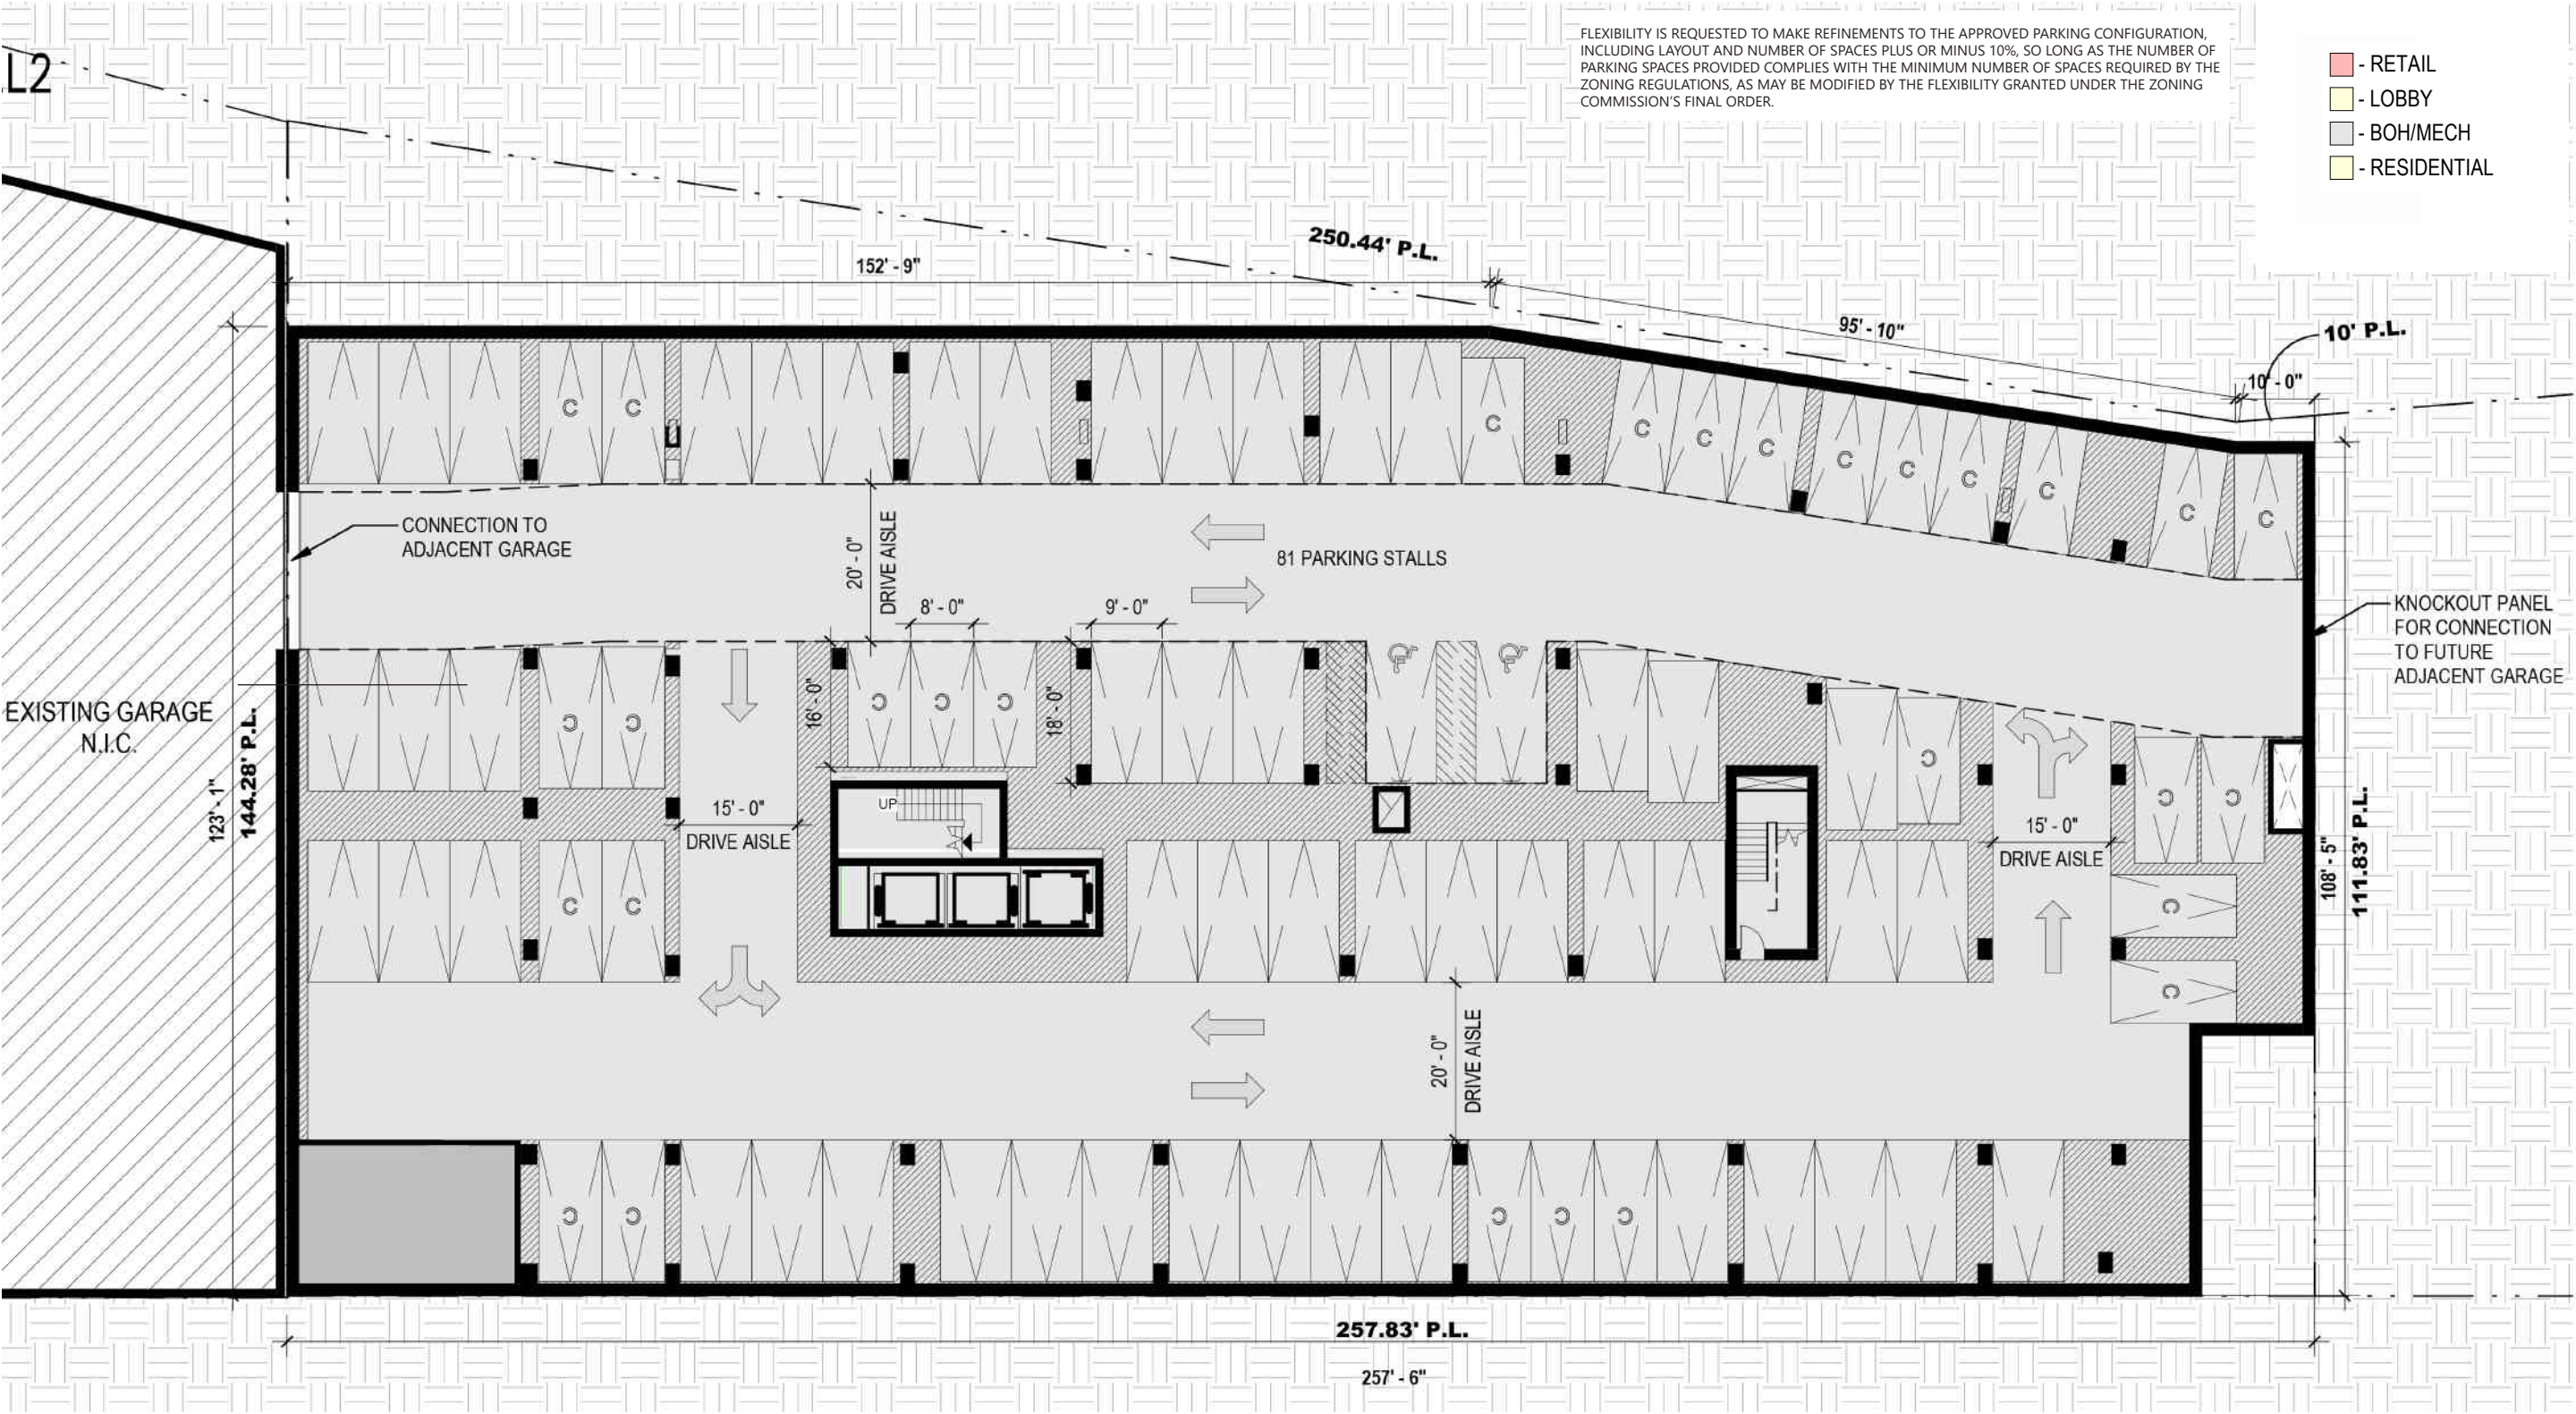 L2
FLEXIBILITY IS REQUESTED TO MAKE REFINEMENTS TO THE APPROVED PARKING CONFIGURATION,
INCLUDING LAYOUT AND NUMBER OF SPACES PLUS OR MINUS 10%, SO LONG AS THE NUMBER OF
PARKING SPACES PROVIDED COMPLIES WITH THE MINIMUM NUMBER OF SPACES REQUIRED BY THE
ZONING REGULATIONS, AS MAY BE MODIFIED BY THE FLEXIBILITY GRANTED UNDER THE ZONING
COMMISSION'S FINAL ORDER.
- RETAIL
- LOBBY
- BOH/MECH
- RESIDENTIAL
250.44' P.L.
152' - 9"
95' - 10"
10' P.L.
10' - 0"
C C
C
C C C C C C C C C
CONNECTION TO
ADJACENT GARAGE
20' - 0"
DRIVE AISLE
81 PARKING STALLS
8' - 0"
9' - 0"
KNOCKOUT PANEL
FOR CONNECTION
TO FUTURE
ADJACENT GARAGE
EXISTING GARAGE
N.I.C.
123' - 1"
144.28' P.L.
C C
16' - 0"
C C C
18' - 0"
C
C C
UP
15' - 0"
DRIVE AISLE
15' - 0"
DRIVE AISLE
108' - 5"
111.83' P.L.
C C
C
C
20' - 0"
DRIVE AISLE
C C
C C C
257.83' P.L.
257' - 6"